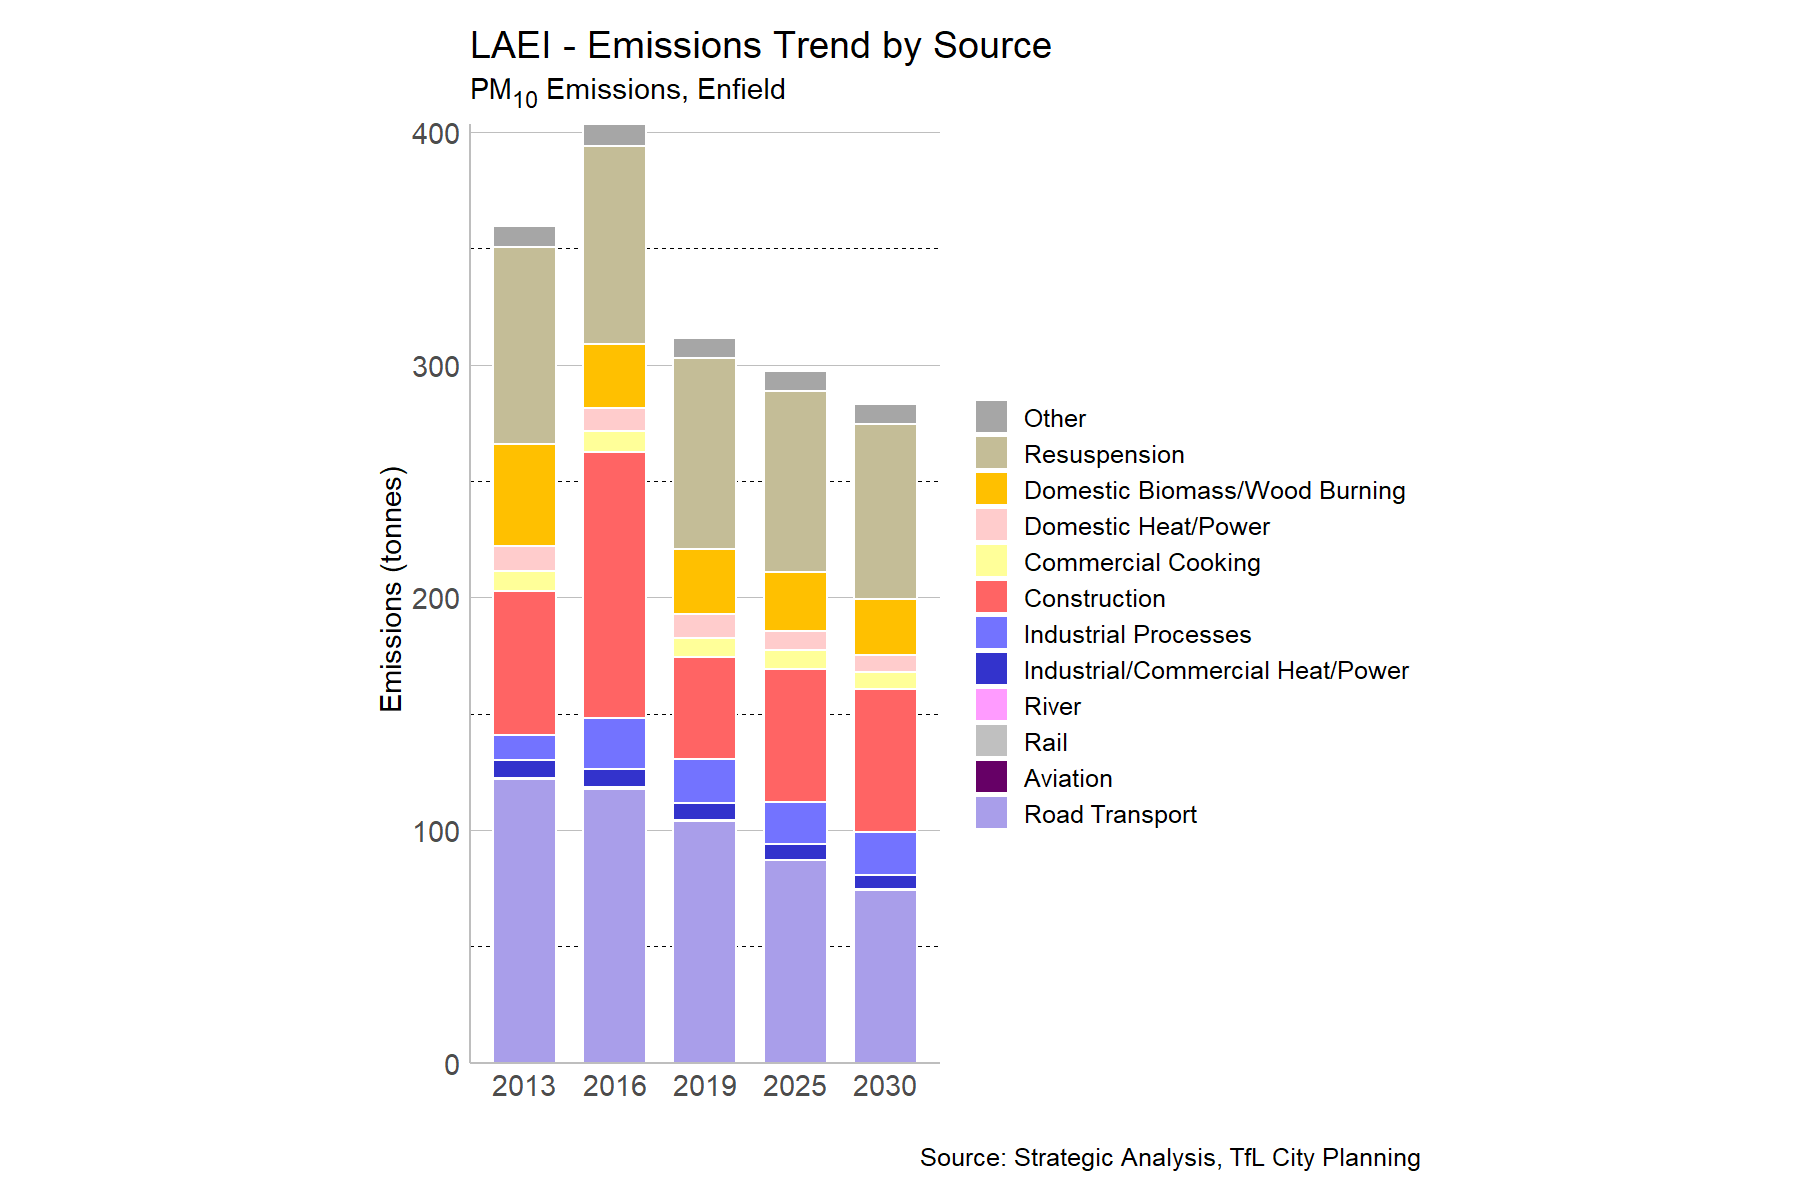 LAEI - Emissions Trend by Source
PM10 Emissions, Enfield
Emissions (tonnes)
400
300
200
100
0
2013 2016 2019 2025 2030
Other
Resuspension
Domestic Biomass/Wood Burning
Domestic Heat/Power
Commercial Cooking
Construction
Industrial Processes
Industrial/Commercial Heat/Power
River
Rail
Aviation
Road Transport
Source: Strategic Analysis, TfL City Planning